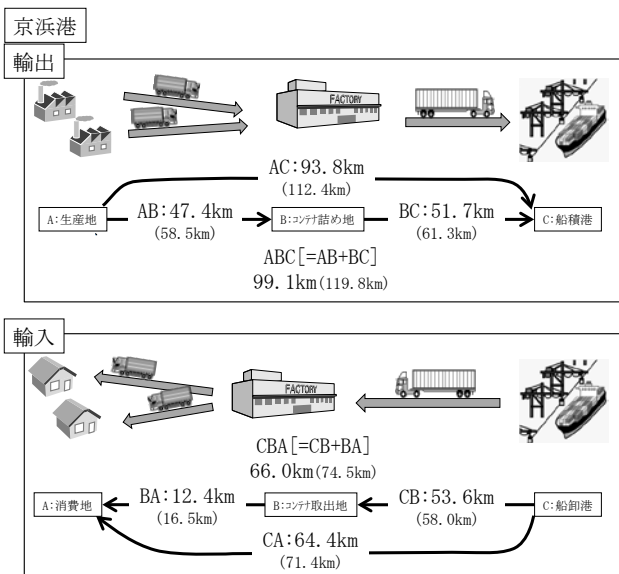 京浜港
輸出
FACTORY
AC:93.8km
(112.4km)
A:生産地
AB:47.4km
(58.5km)
B:コンテナ詰め地
BC:51.7km
(61.3km)
C:船積港
ABC[=AB+BC]
99.1km(119.8km)
輸入
FACTORY
CBA[=CB+BA]
66.0km(74.5km)
A:消費地
BA:12.4km
(16.5km)
B:コンテナ取出地
CB:53.6km
(58.0km)
C:船卸港
CA:64.4km
(71.4km)